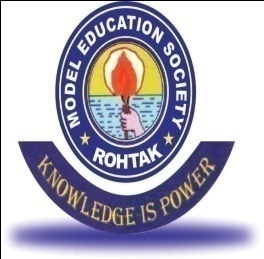 MODEL EDUCATION SOCIETY
ROHTAK
KNOWLEDGE IS POWER